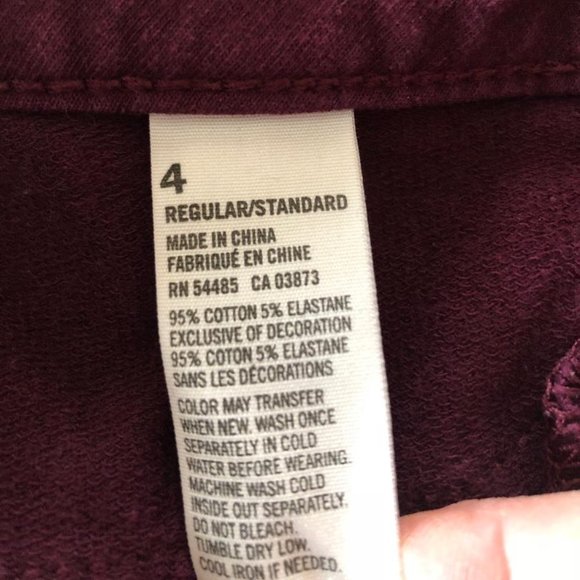 4
REGULAR/STANDARD
MADE IN CHINA
FABRIQUÉ EN CHINE
RN 54485 CA 03873
95% COTTON 5% ELASTANE
EXCLUSIVE OF DECORATION
95% COTON 5% ELASTANE
SANS LES DÉCORATIONS
COLOR MAY TRANSFER
WHEN NEW. WASH ONCE
SEPARATELY IN COLD
WATER BEFORE WEARING.
MACHINE WASH COLD
INSIDE OUT SEPARATELY.
DO NOT BLEACH.
TUMBLE DRY LOW.
COOL IRON IF NEEDED.